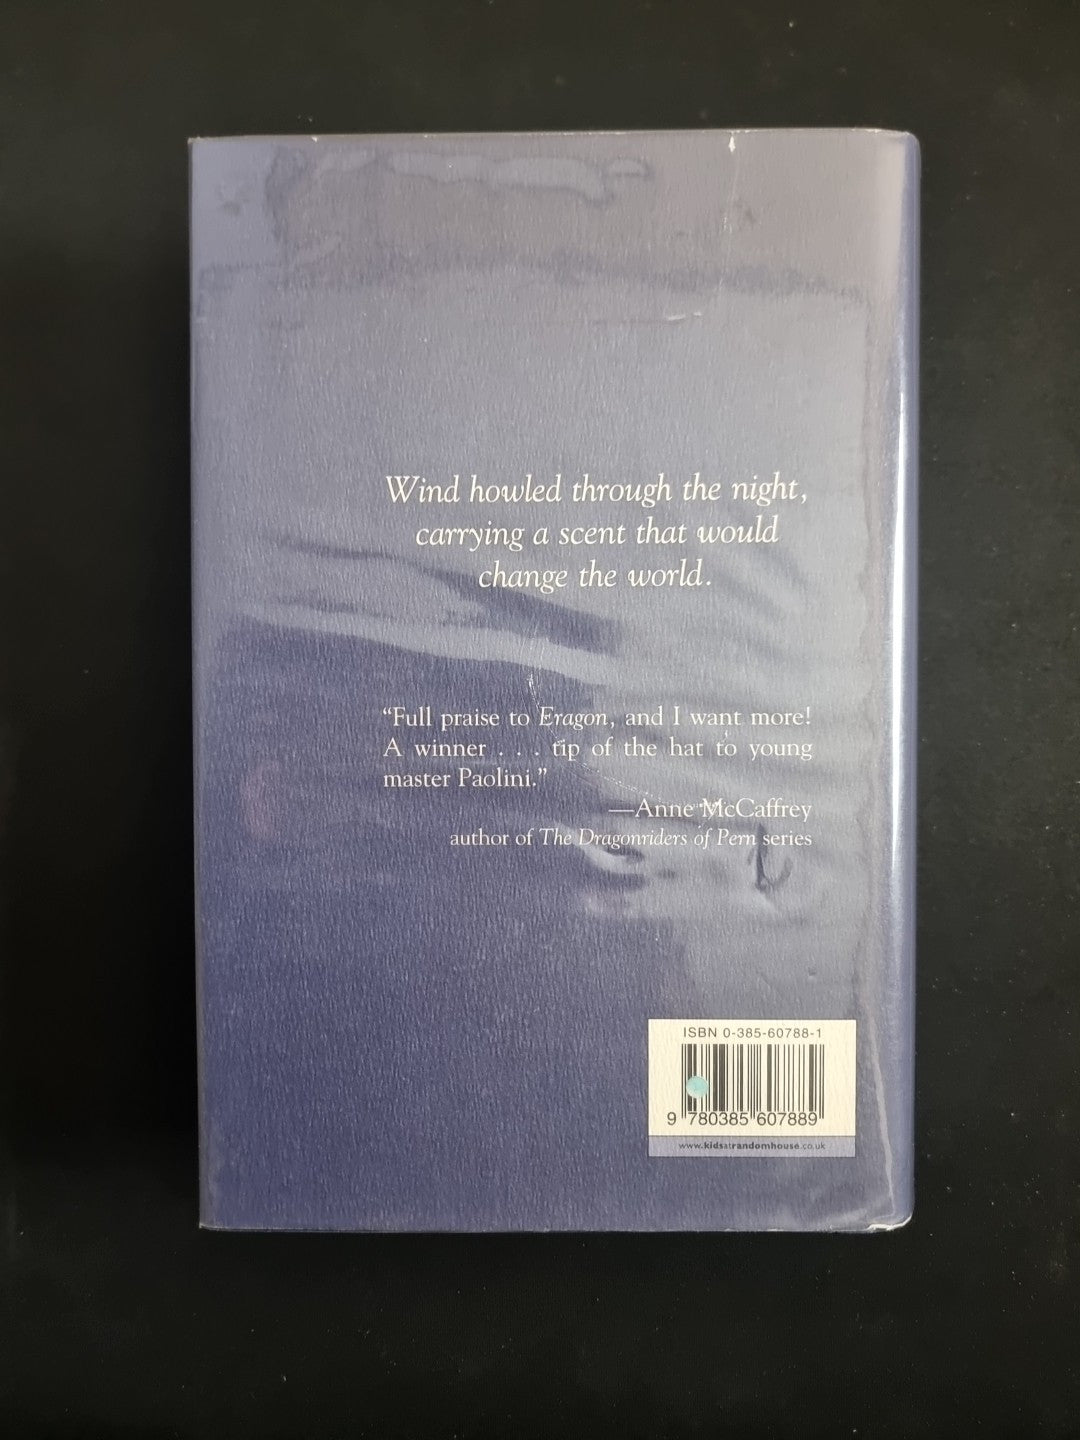 Wind howled through the night,
carrying a scent that would
change the world.
“Full praise to Eragon, and I want more!
A winner . . . tip of the hat to young
master Paolini.”
—Anne McCaffrey
author of The Dragonriders of Pern series
ISBN 0-385-60788-1
9 780385 607889
www.kidsatrandomhouse.co.uk